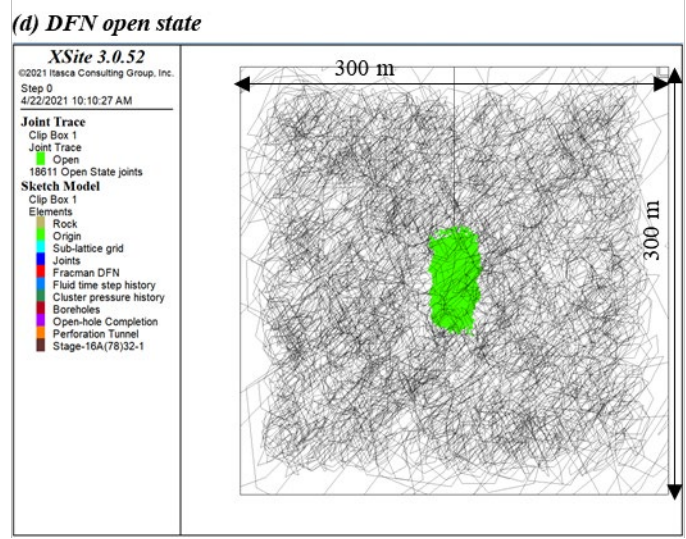 (d) DFN open state
XSite 3.0.52
©2021 Itasca Consulting Group, Inc.
Step 0
4/22/2021 10:10:27 AM
Joint Trace
Clip Box 1
Joint Trace
Open
18611 Open State joints
Sketch Model
Clip Box 1
Elements
Rock
Origin
Sub-lattice grid
Joints
Fracman DFN
Fluid time step history
Cluster pressure history
Boreholes
Open-hole Completion
Perforation Tunnel
Stage-16A(78)32-1
300 m
300 m